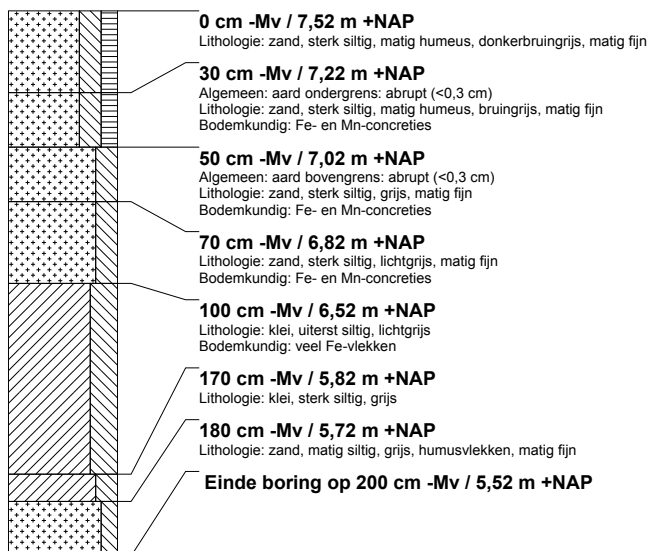 0 cm -Mv / 7,52 m +NAP
Lithologie: zand, sterk siltig, matig humeus, donkerbruingrijs, matig fijn
30 cm -Mv / 7,22 m +NAP
Algemeen: aard ondergrens: abrupt (<0,3 cm)
Lithologie: zand, sterk siltig, matig humeus, bruingrijs, matig fijn
Bodemkundig: Fe- en Mn-concreties
50 cm -Mv / 7,02 m +NAP
Algemeen: aard bovengrens: abrupt (<0,3 cm)
Lithologie: zand, sterk siltig, grijs, matig fijn
Bodemkundig: Fe- en Mn-concreties
70 cm -Mv / 6,82 m +NAP
Lithologie: zand, sterk siltig, lichtgrijs, matig fijn
Bodemkundig: Fe- en Mn-concreties
100 cm -Mv / 6,52 m +NAP
Lithologie: klei, uiterst siltig, lichtgrijs
Bodemkundig: veel Fe-vlekken
170 cm -Mv / 5,82 m +NAP
Lithologie: klei, sterk siltig, grijs
180 cm -Mv / 5,72 m +NAP
Lithologie: zand, matig siltig, grijs, humusvlekken, matig fijn
Einde boring op 200 cm -Mv / 5,52 m +NAP